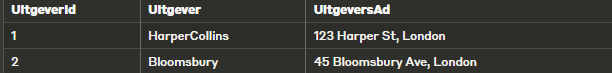 UItgeverId UItgever UItgeversAd
1 HarperCollins 123 Harper St, London
2 Bloomsbury 45 Bloomsbury Ave, London